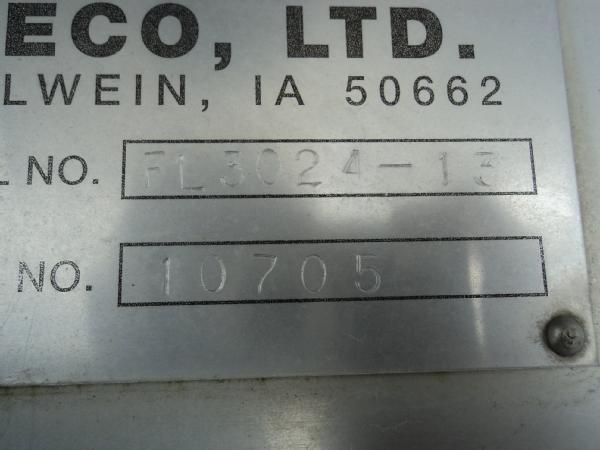 ECO, LTD.
LWEIN, IA 50662
L NO. FL3024-13
NO. 10705